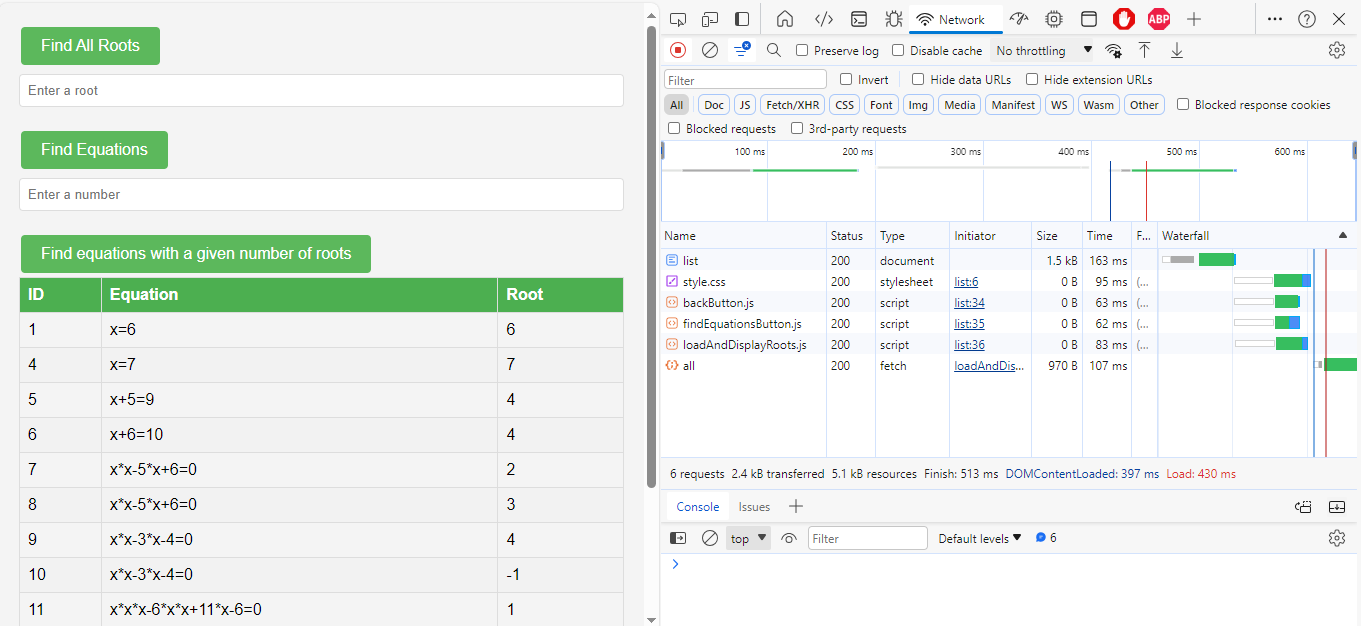 Find All Roots
Enter a root
Find Equations
Enter a number
Find equations with a given number of roots
ID Equation Root
1 x=6 6
4 x=7 7
5 x+5=9 4
6 x+6=10 4
7 x*x-5*x+6=0 2
8 x*x-5*x+6=0 3
9 x*x-3*x-4=0 4
10 x*x-3*x-4=0 -1
11 x*x*x-6*x*x+11*x-6=0 1
Network ABP
Preserve log Disable cache No throttling
Filter Invert Hide data URLs Hide extension URLs
All Doc JS Fetch/XHR CSS Font Img Media Manifest WS Wasm Other Blocked response cookies
Blocked requests 3rd-party requests
100 ms 200 ms 300 ms 400 ms 500 ms 600 ms
Name Status Type Initiator Size Time F... Waterfall
list 200 document 1.5 kB 163 ms
style.css 200 stylesheet list:6 0 B 95 ms (...
backButton.js 200 script list:34 0 B 63 ms (...
findEquationsButton.js 200 script list:35 0 B 62 ms (...
loadAndDisplayRoots.js 200 script list:36 0 B 83 ms (...
all 200 fetch loadAndDis... 970 B 107 ms
6 requests 2.4 kB transferred 5.1 kB resources Finish: 513 ms DOMContentLoaded: 397 ms Load: 430 ms
Console Issues
top Filter Default levels 6